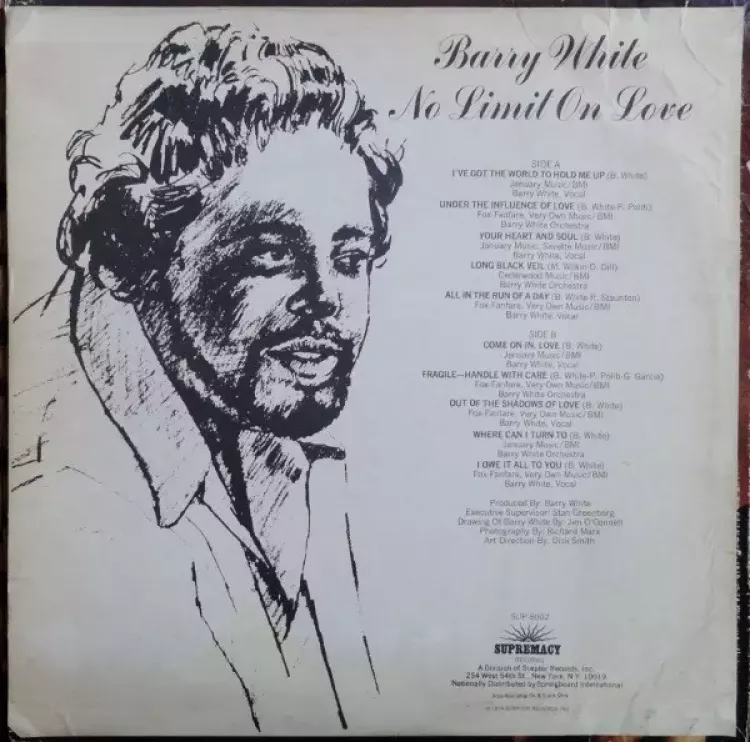 Barry White
No Limit On Love
SIDE A
I'VE GOT THE WORLD TO HOLD ME UP (B. White)
January Music/BMI
Barry White, Vocal
UNDER THE INFLUENCE OF LOVE (B. White-P. Politi)
Fox Fanfare, Very Own Music/BMI
Barry White Orchestra
YOUR HEART AND SOUL (B. White)
January Music, Savette Music/BMI
Barry White, Vocal
LONG BLACK VEIL (M. Wilkin-D. Dill)
Cedarwood Music/BMI
Barry White Orchestra
ALL IN THE RUN OF A DAY (B. White-R. Staunton)
Fox Fanfare, Very Own Music/BMI
Barry White, Vocal
SIDE B
COME ON IN, LOVE (B. White)
January Music/BMI
Barry White, Vocal
FRAGILE—HANDLE WITH CARE (B. White-P. Politi-G. Garcia)
Fox Fanfare, Very Own Music/BMI
Barry White Orchestra
OUT OF THE SHADOWS OF LOVE (B. White)
Fox Fanfare, Very Own Music/BMI
Barry White, Vocal
WHERE CAN I TURN TO (B. White)
January Music/BMI
Barry White Orchestra
I OWE IT ALL TO YOU (B. White)
Fox Fanfare, Very Own Music/BMI
Barry White, Vocal
Produced By: Barry White
Executive Supervisor: Stan Greenberg
Drawing Of Barry White By: Jim O'Connell
Photography By: Richard Marx
Art Direction By: Dick Smith
SUP 8002
SUPREMACY
RECORDS
A Division of Scepter Records, Inc.
254 West 54th St., New York, N.Y. 10019
Nationally Distributed by Springboard International